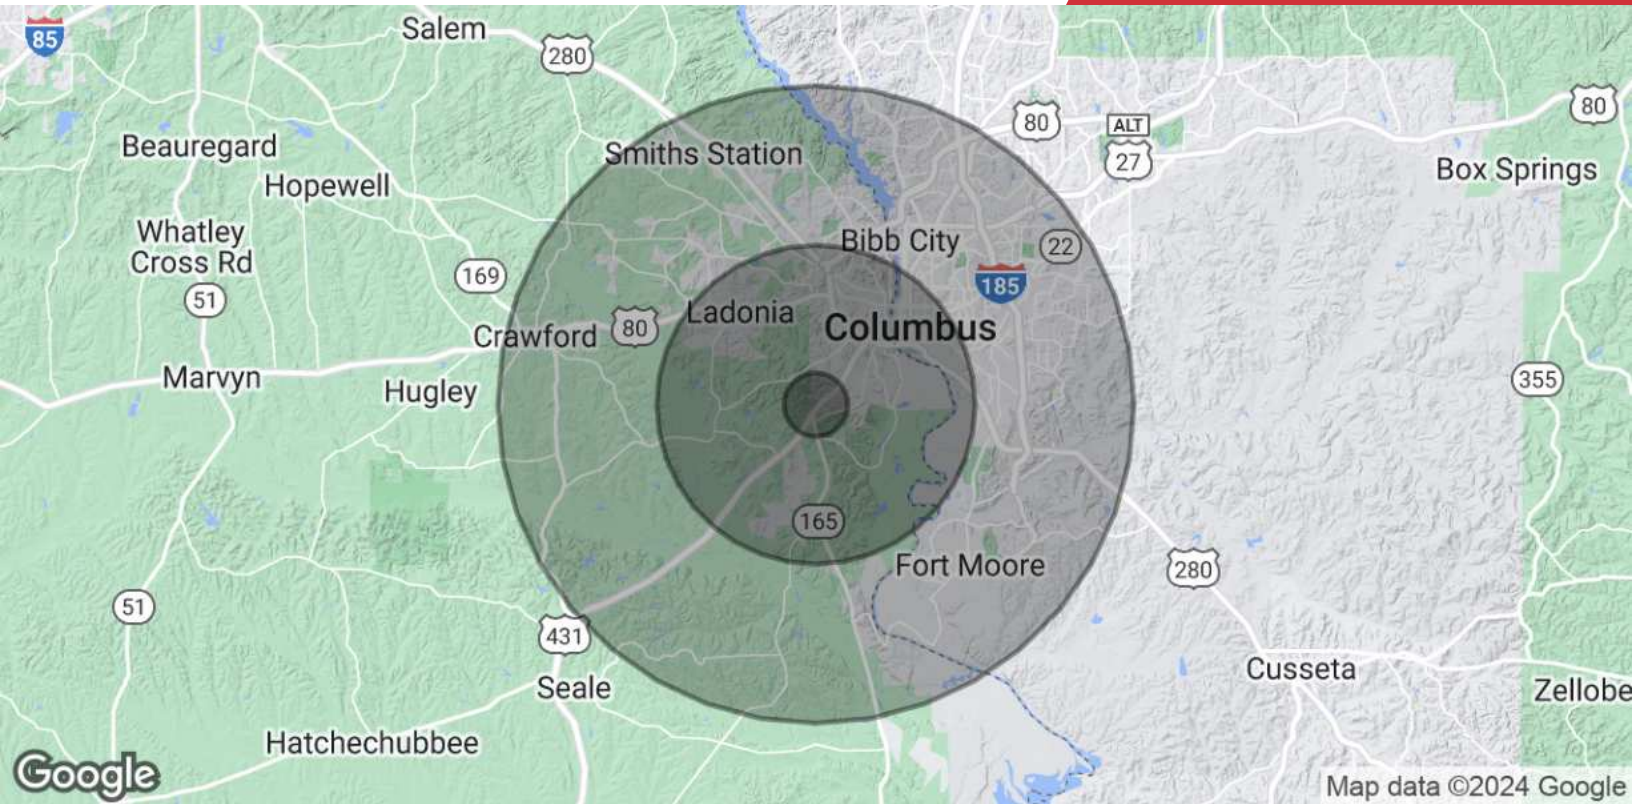 85
Salem
280
80
ALT
27
80
Beauregard
Smiths Station
Box Springs
Hopewell
Whatley
Cross Rd
Bibb City
22
169
185
51
Ladonia
Columbus
Crawford
80
Marvyn
Hugley
355
165
Fort Moore
280
51
431
Cusseta
Seale
Zellobe
Hatchechubbee
Google
Map data ©2024 Google